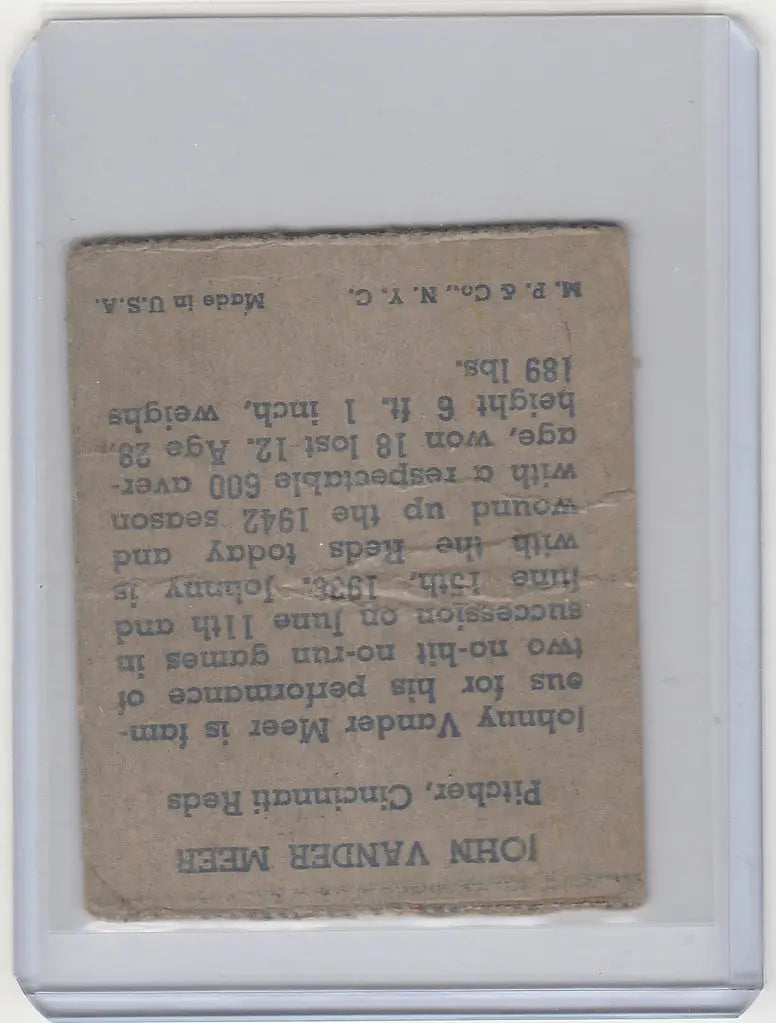 JOHN VANDER MEER
Pitcher, Cincinnati Reds
Johnny Vander Meer is fam-
ous for his performance of
two no-hit no-run games in
succession on June 11th and
June 15th, 1938. Johnny is
with the Reds today and
wound up the 1942 season
with a respectable 600 aver-
age, won 18 lost 12. Age 28,
height 6 ft. 1 inch, weighs
189 lbs.
M. P. & Co., N. Y. C. Made in U.S.A.